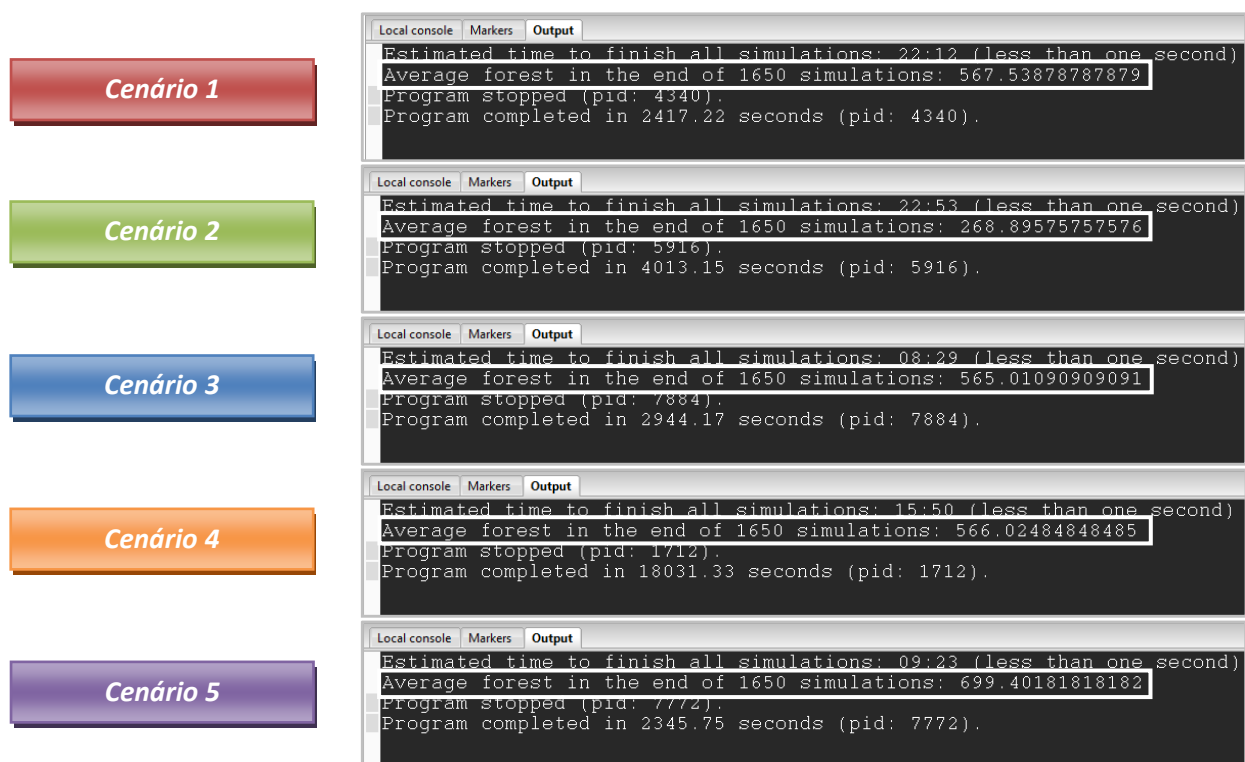 Cenário 1
Local console Markers Output
Estimated time to finish all simulations: 22:12 (less than one second)
Average forest in the end of 1650 simulations: 567.53878787879
Program stopped (pid: 4340).
Program completed in 2417.22 seconds (pid: 4340).
Cenário 2
Local console Markers Output
Estimated time to finish all simulations: 22:53 (less than one second)
Average forest in the end of 1650 simulations: 268.89575757576
Program stopped (pid: 5916).
Program completed in 4013.15 seconds (pid: 5916).
Cenário 3
Local console Markers Output
Estimated time to finish all simulations: 08:29 (less than one second)
Average forest in the end of 1650 simulations: 565.01090909091
Program stopped (pid: 7884).
Program completed in 2944.17 seconds (pid: 7884).
Cenário 4
Local console Markers Output
Estimated time to finish all simulations: 15:50 (less than one second)
Average forest in the end of 1650 simulations: 566.02484848485
Program stopped (pid: 1712).
Program completed in 18031.33 seconds (pid: 1712).
Cenário 5
Local console Markers Output
Estimated time to finish all simulations: 09:23 (less than one second)
Average forest in the end of 1650 simulations: 699.40181818182
Program stopped (pid: 7772).
Program completed in 2345.75 seconds (pid: 7772).